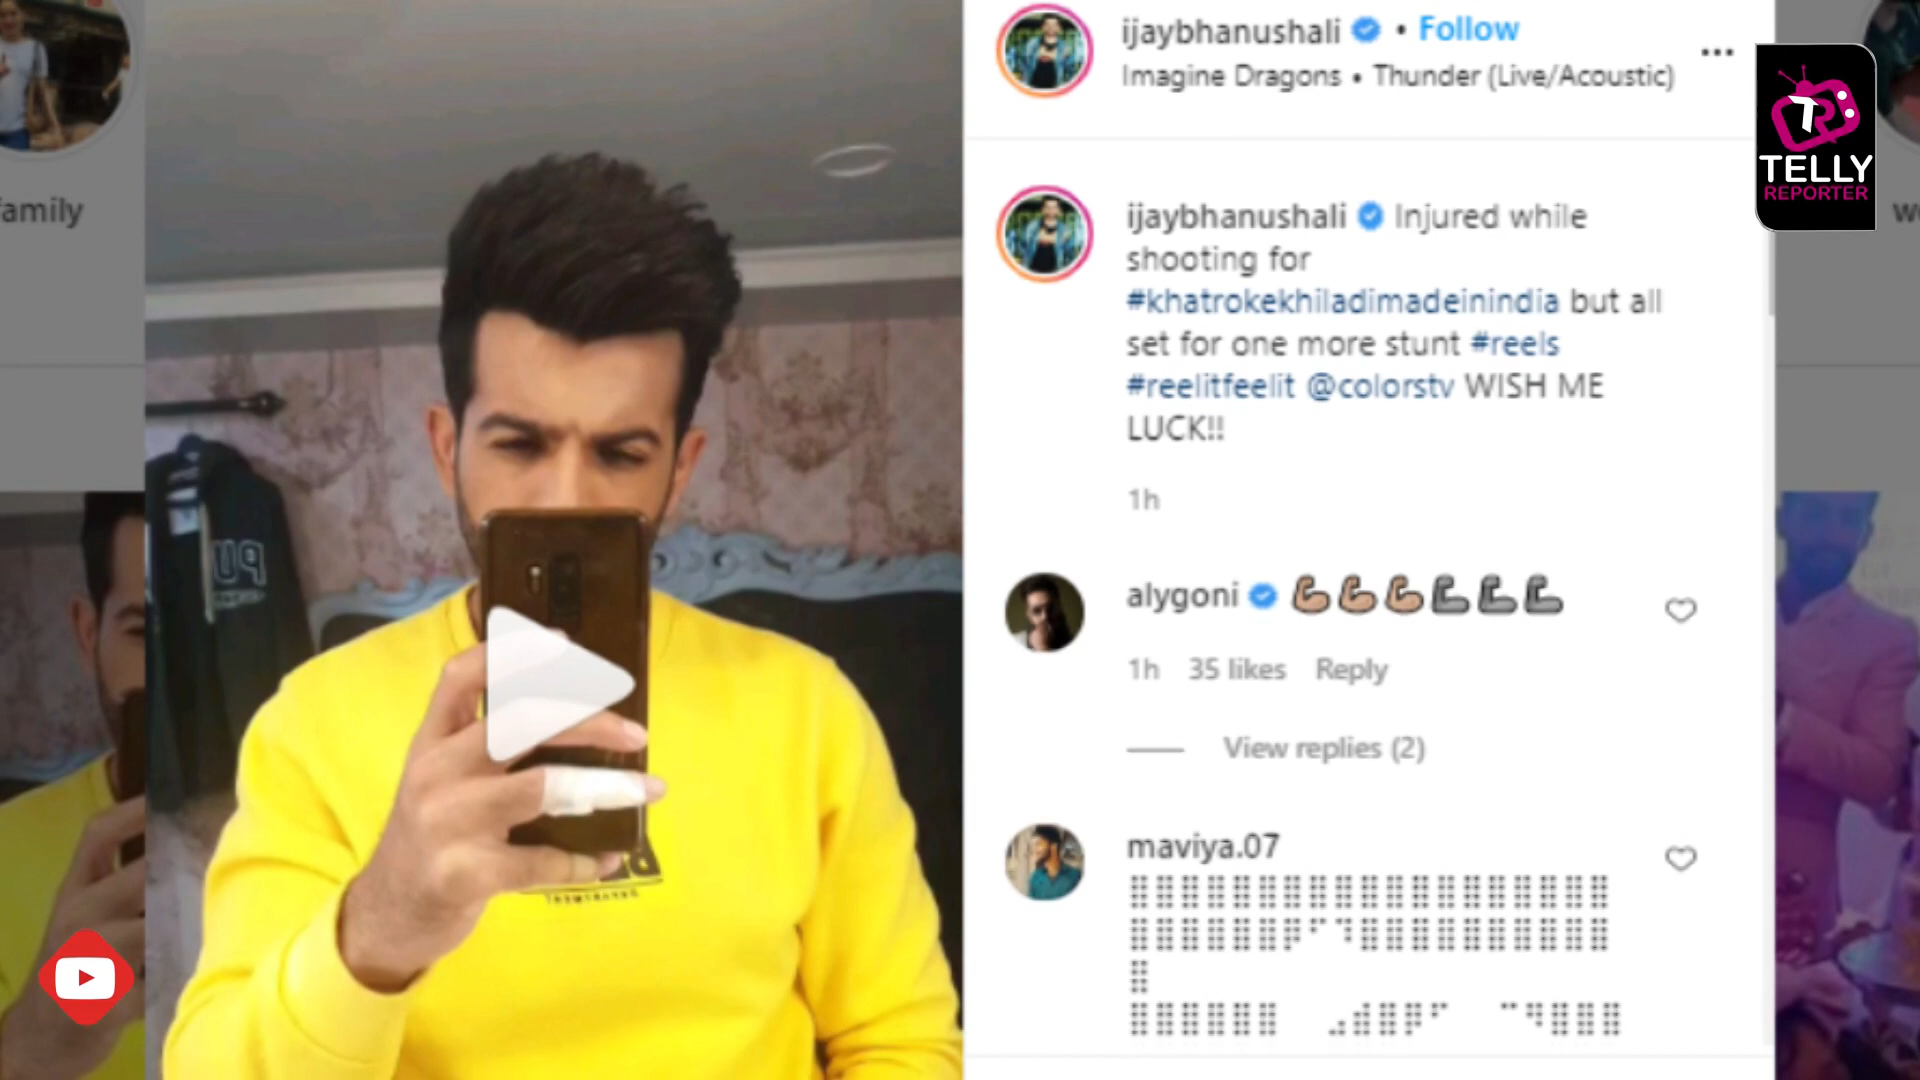 ijaybhanushali • Follow
Imagine Dragons • Thunder (Live/Acoustic)
TELLY
REPORTER
family
ijaybhanushali Injured while
shooting for
#khatrokekhiladimadeinindia but all
set for one more stunt #reels
#reelitfeelit @colorstv WISH ME
LUCK!!
1h
alygoni 💪🏼💪🏼💪🏼🦾🦾🦾
1h 35 likes Reply
View replies (2)
maviya.07